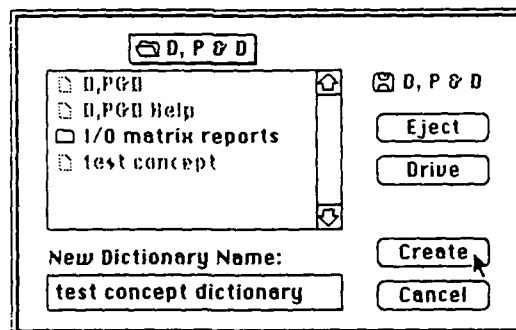 D, P & D
D,P&D
D,P&D Help
I/O matrix reports
test concept
D, P & D
Eject
Drive
New Dictionary Name:
test concept dictionary
Create
Cancel